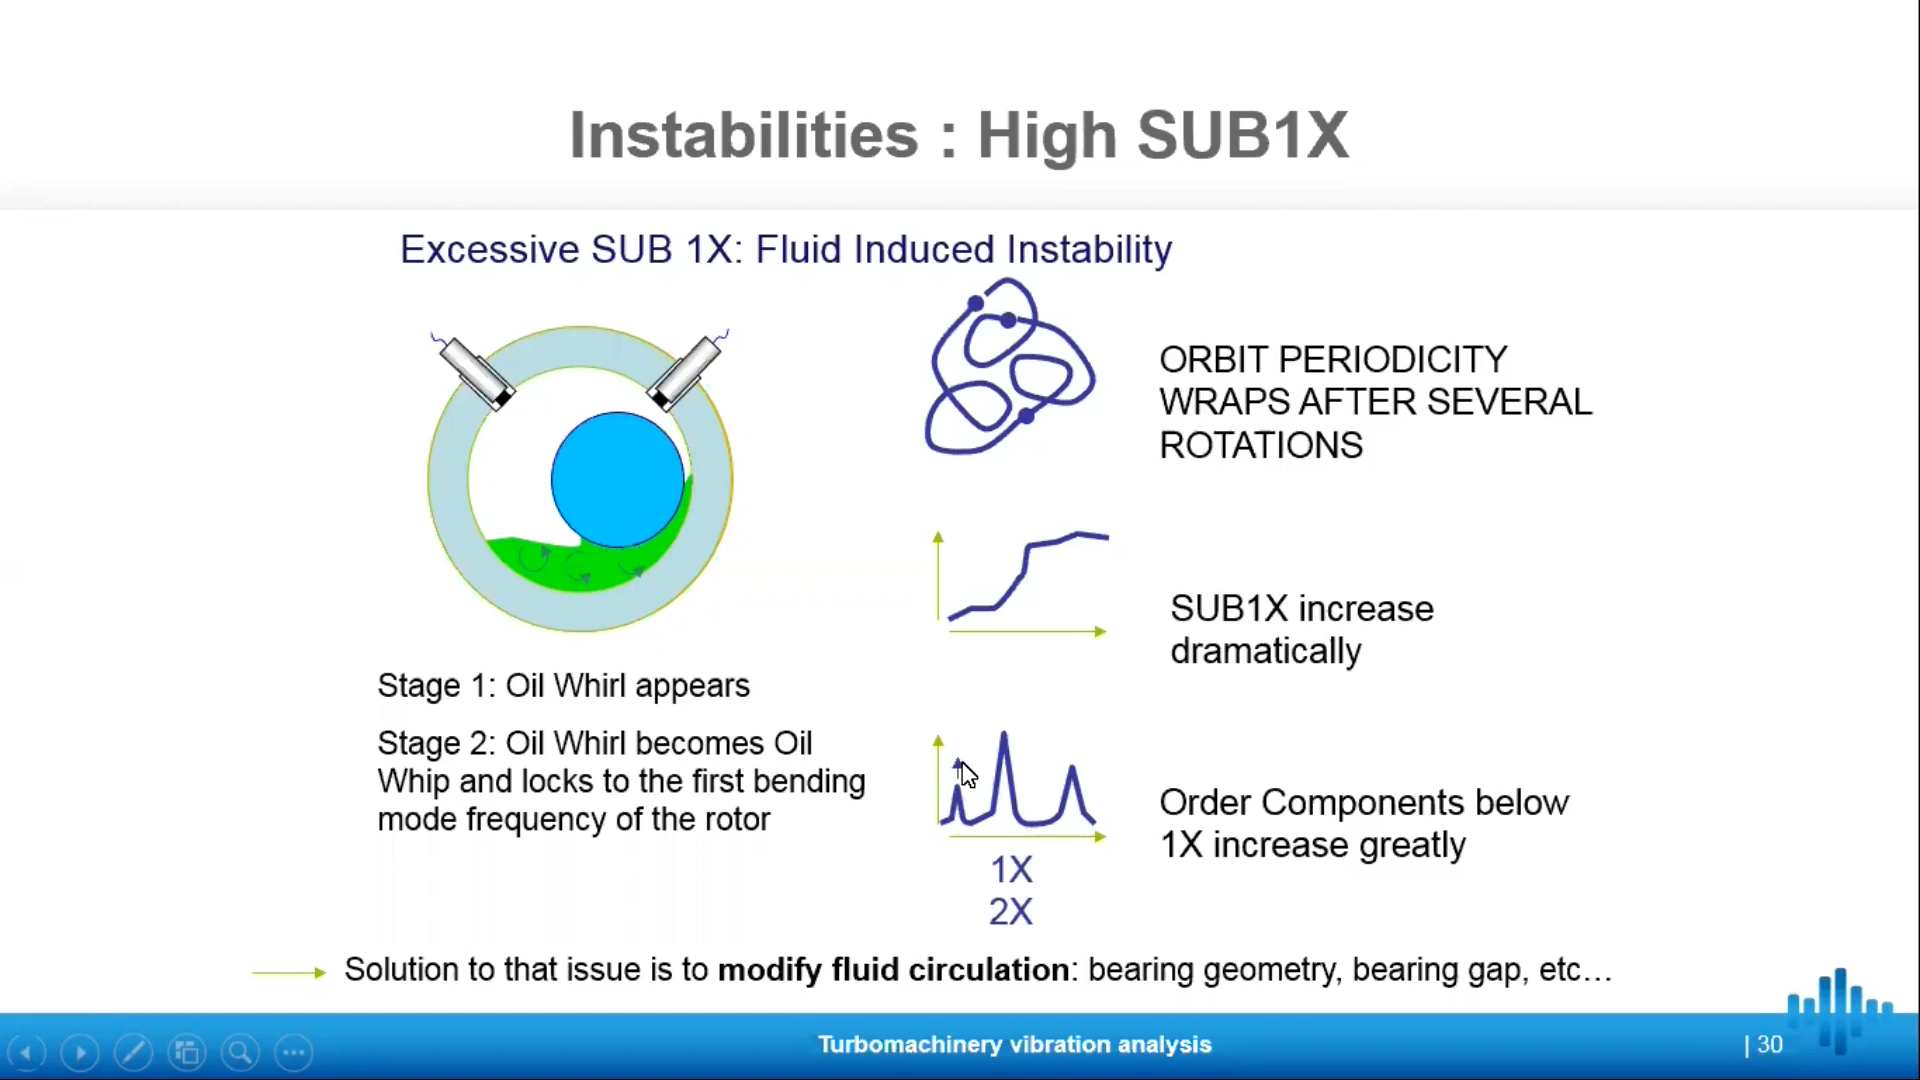 Instabilities : High SUB1X
Excessive SUB 1X: Fluid Induced Instability
ORBIT PERIODICITY
WRAPS AFTER SEVERAL
ROTATIONS
SUB1X increase
dramatically
Stage 1: Oil Whirl appears
Stage 2: Oil Whirl becomes Oil
Whip and locks to the first bending
mode frequency of the rotor
Order Components below
1X increase greatly
1X
2X
Solution to that issue is to modify fluid circulation: bearing geometry, bearing gap, etc…
Turbomachinery vibration analysis
| 30